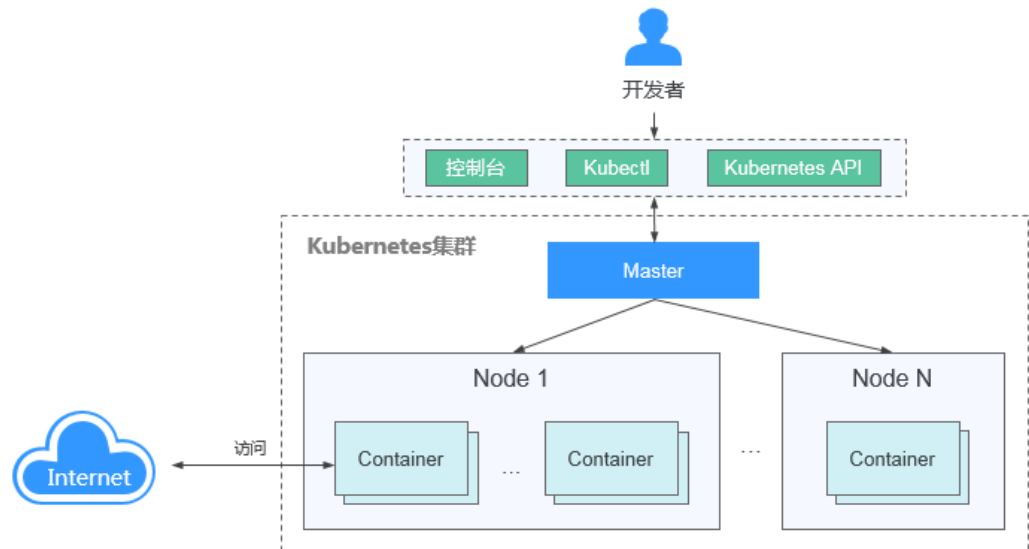 开发者
控制台 Kubectl Kubernetes API
Kubernetes集群
Master
Node 1 Node N
访问
Internet
Container ... Container ... Container